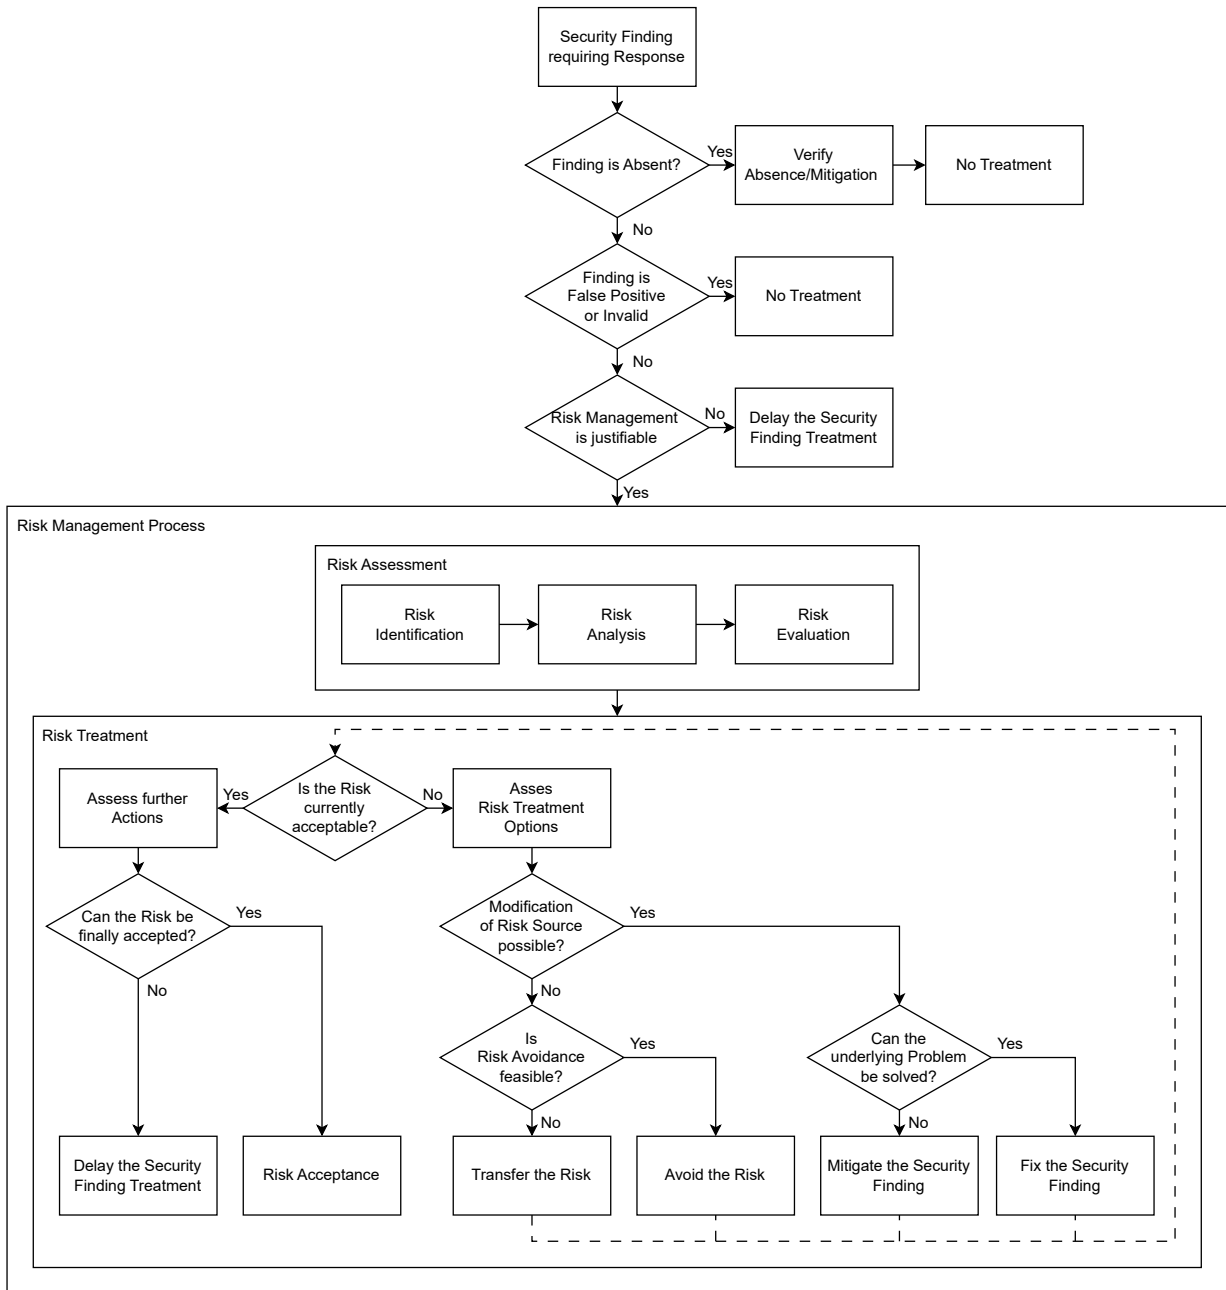 Security Finding
requiring Response
Finding is Absent?
Yes
Verify
Absence/Mitigation
No Treatment
No
Finding is
False Positive
or Invalid
Yes
No Treatment
No
Risk Management
is justifiable
No
Delay the Security
Finding Treatment
Yes
Risk Management Process
Risk Assessment
Risk
Identification
Risk
Analysis
Risk
Evaluation
Risk Treatment
Assess further
Actions
Yes
Is the Risk
currently
acceptable?
No
Asses
Risk Treatment
Options
Can the Risk be
finally accepted?
Yes
No
Modification
of Risk Source
possible?
Yes
No
Is
Risk Avoidance
feasible?
Yes
No
Can the
underlying Problem
be solved?
Yes
No
Delay the Security
Finding Treatment
Risk Acceptance
Transfer the Risk
Avoid the Risk
Mitigate the Security
Finding
Fix the Security
Finding